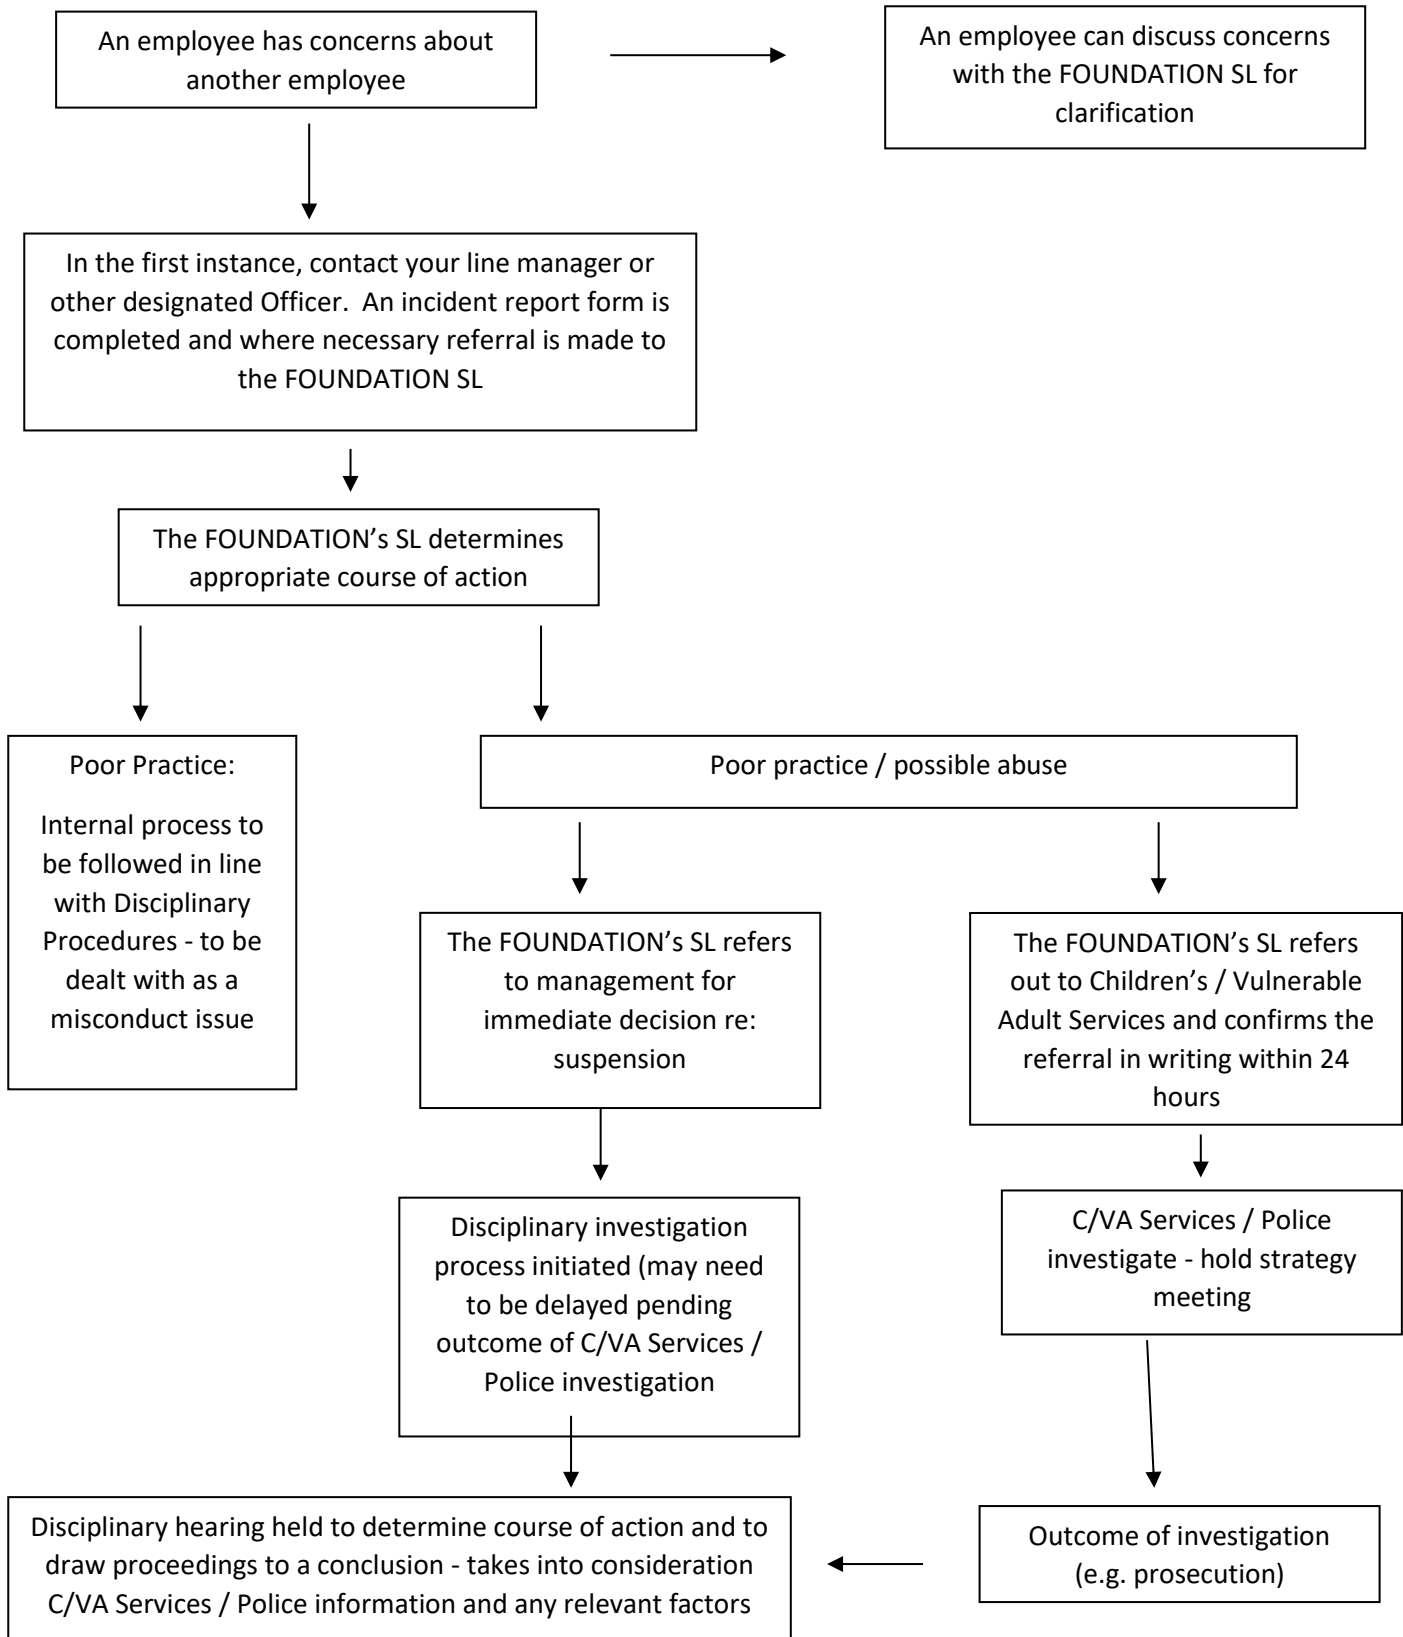 An employee has concerns about
another employee
An employee can discuss concerns
with the FOUNDATION SL for
clarification
In the first instance, contact your line manager or
other designated Officer.  An incident report form is
completed and where necessary referral is made to
the FOUNDATION SL
The FOUNDATION’s SL determines
appropriate course of action
Poor Practice:
Internal process to
be followed in line
with Disciplinary
Procedures - to be
dealt with as a
misconduct issue
Poor practice / possible abuse
The FOUNDATION’s SL refers
to management for
immediate decision re:
suspension
The FOUNDATION’s SL refers
out to Children’s / Vulnerable
Adult Services and confirms the
referral in writing within 24
hours
Disciplinary investigation
process initiated (may need
to be delayed pending
outcome of C/VA Services /
Police investigation
C/VA Services / Police
investigate - hold strategy
meeting
Disciplinary hearing held to determine course of action and to
draw proceedings to a conclusion - takes into consideration
C/VA Services / Police information and any relevant factors
Outcome of investigation
(e.g. prosecution)